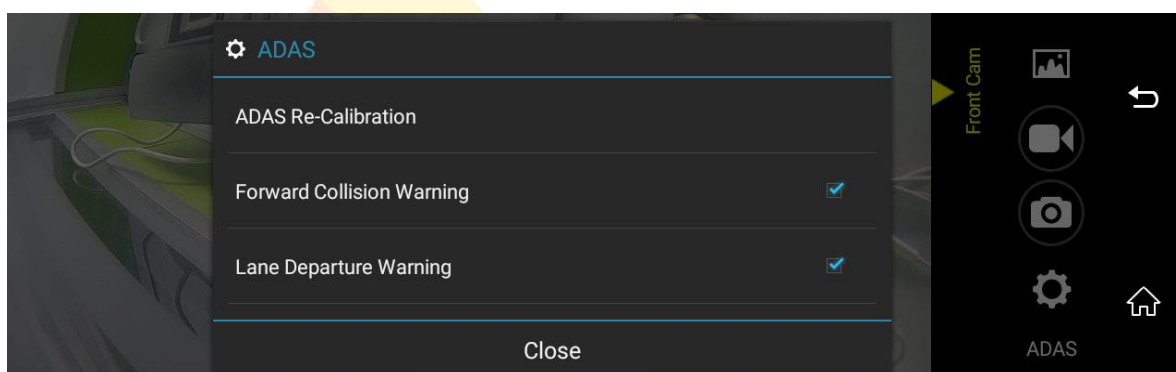 ADAS
ADAS Re-Calibration
Forward Collision Warning
Lane Departure Warning
Close
Front Cam
ADAS